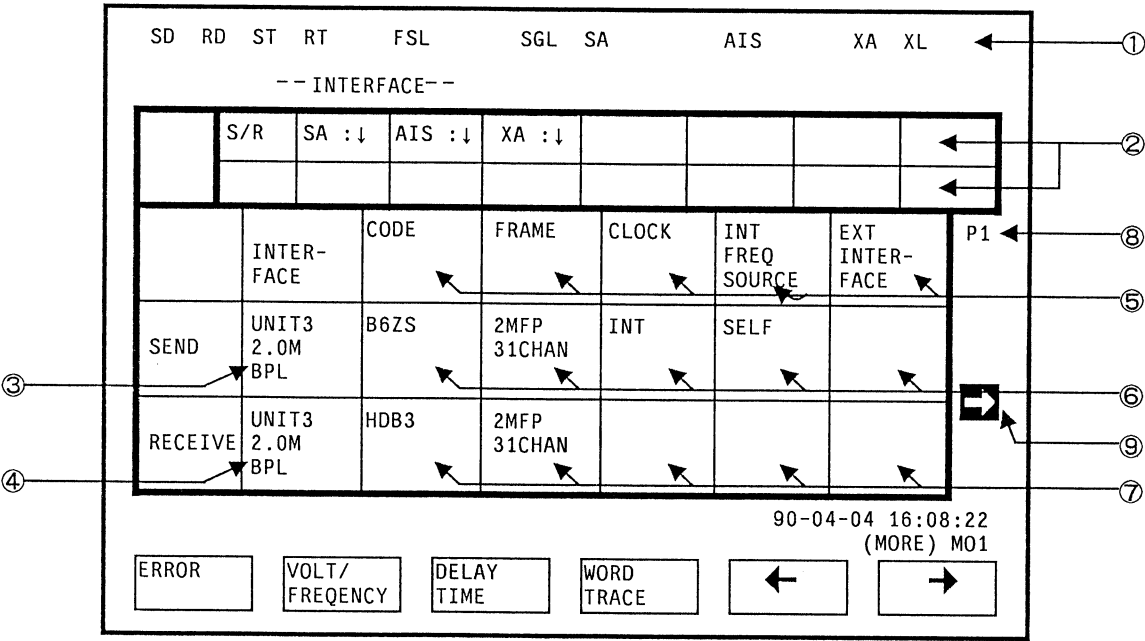 SD RD ST RT FSL SGL SA AIS XA XL ①
-- INTERFACE--
S/R SA :↓ AIS :↓ XA :↓ ②
CODE FRAME CLOCK INT EXT P1 ⑧
INTER- FREQ INTER-
FACE SOURCE FACE
⑤
UNIT3 B6ZS 2MFP INT SELF
SEND 2.0M 31CHAN
③ BPL ⑥
UNIT3 HDB3 2MFP
RECEIVE 2.0M 31CHAN ⑨
④ BPL ⑦
90-04-04 16:08:22
(MORE) MO1
ERROR VOLT/ DELAY WORD ← →
FREQENCY TIME TRACE